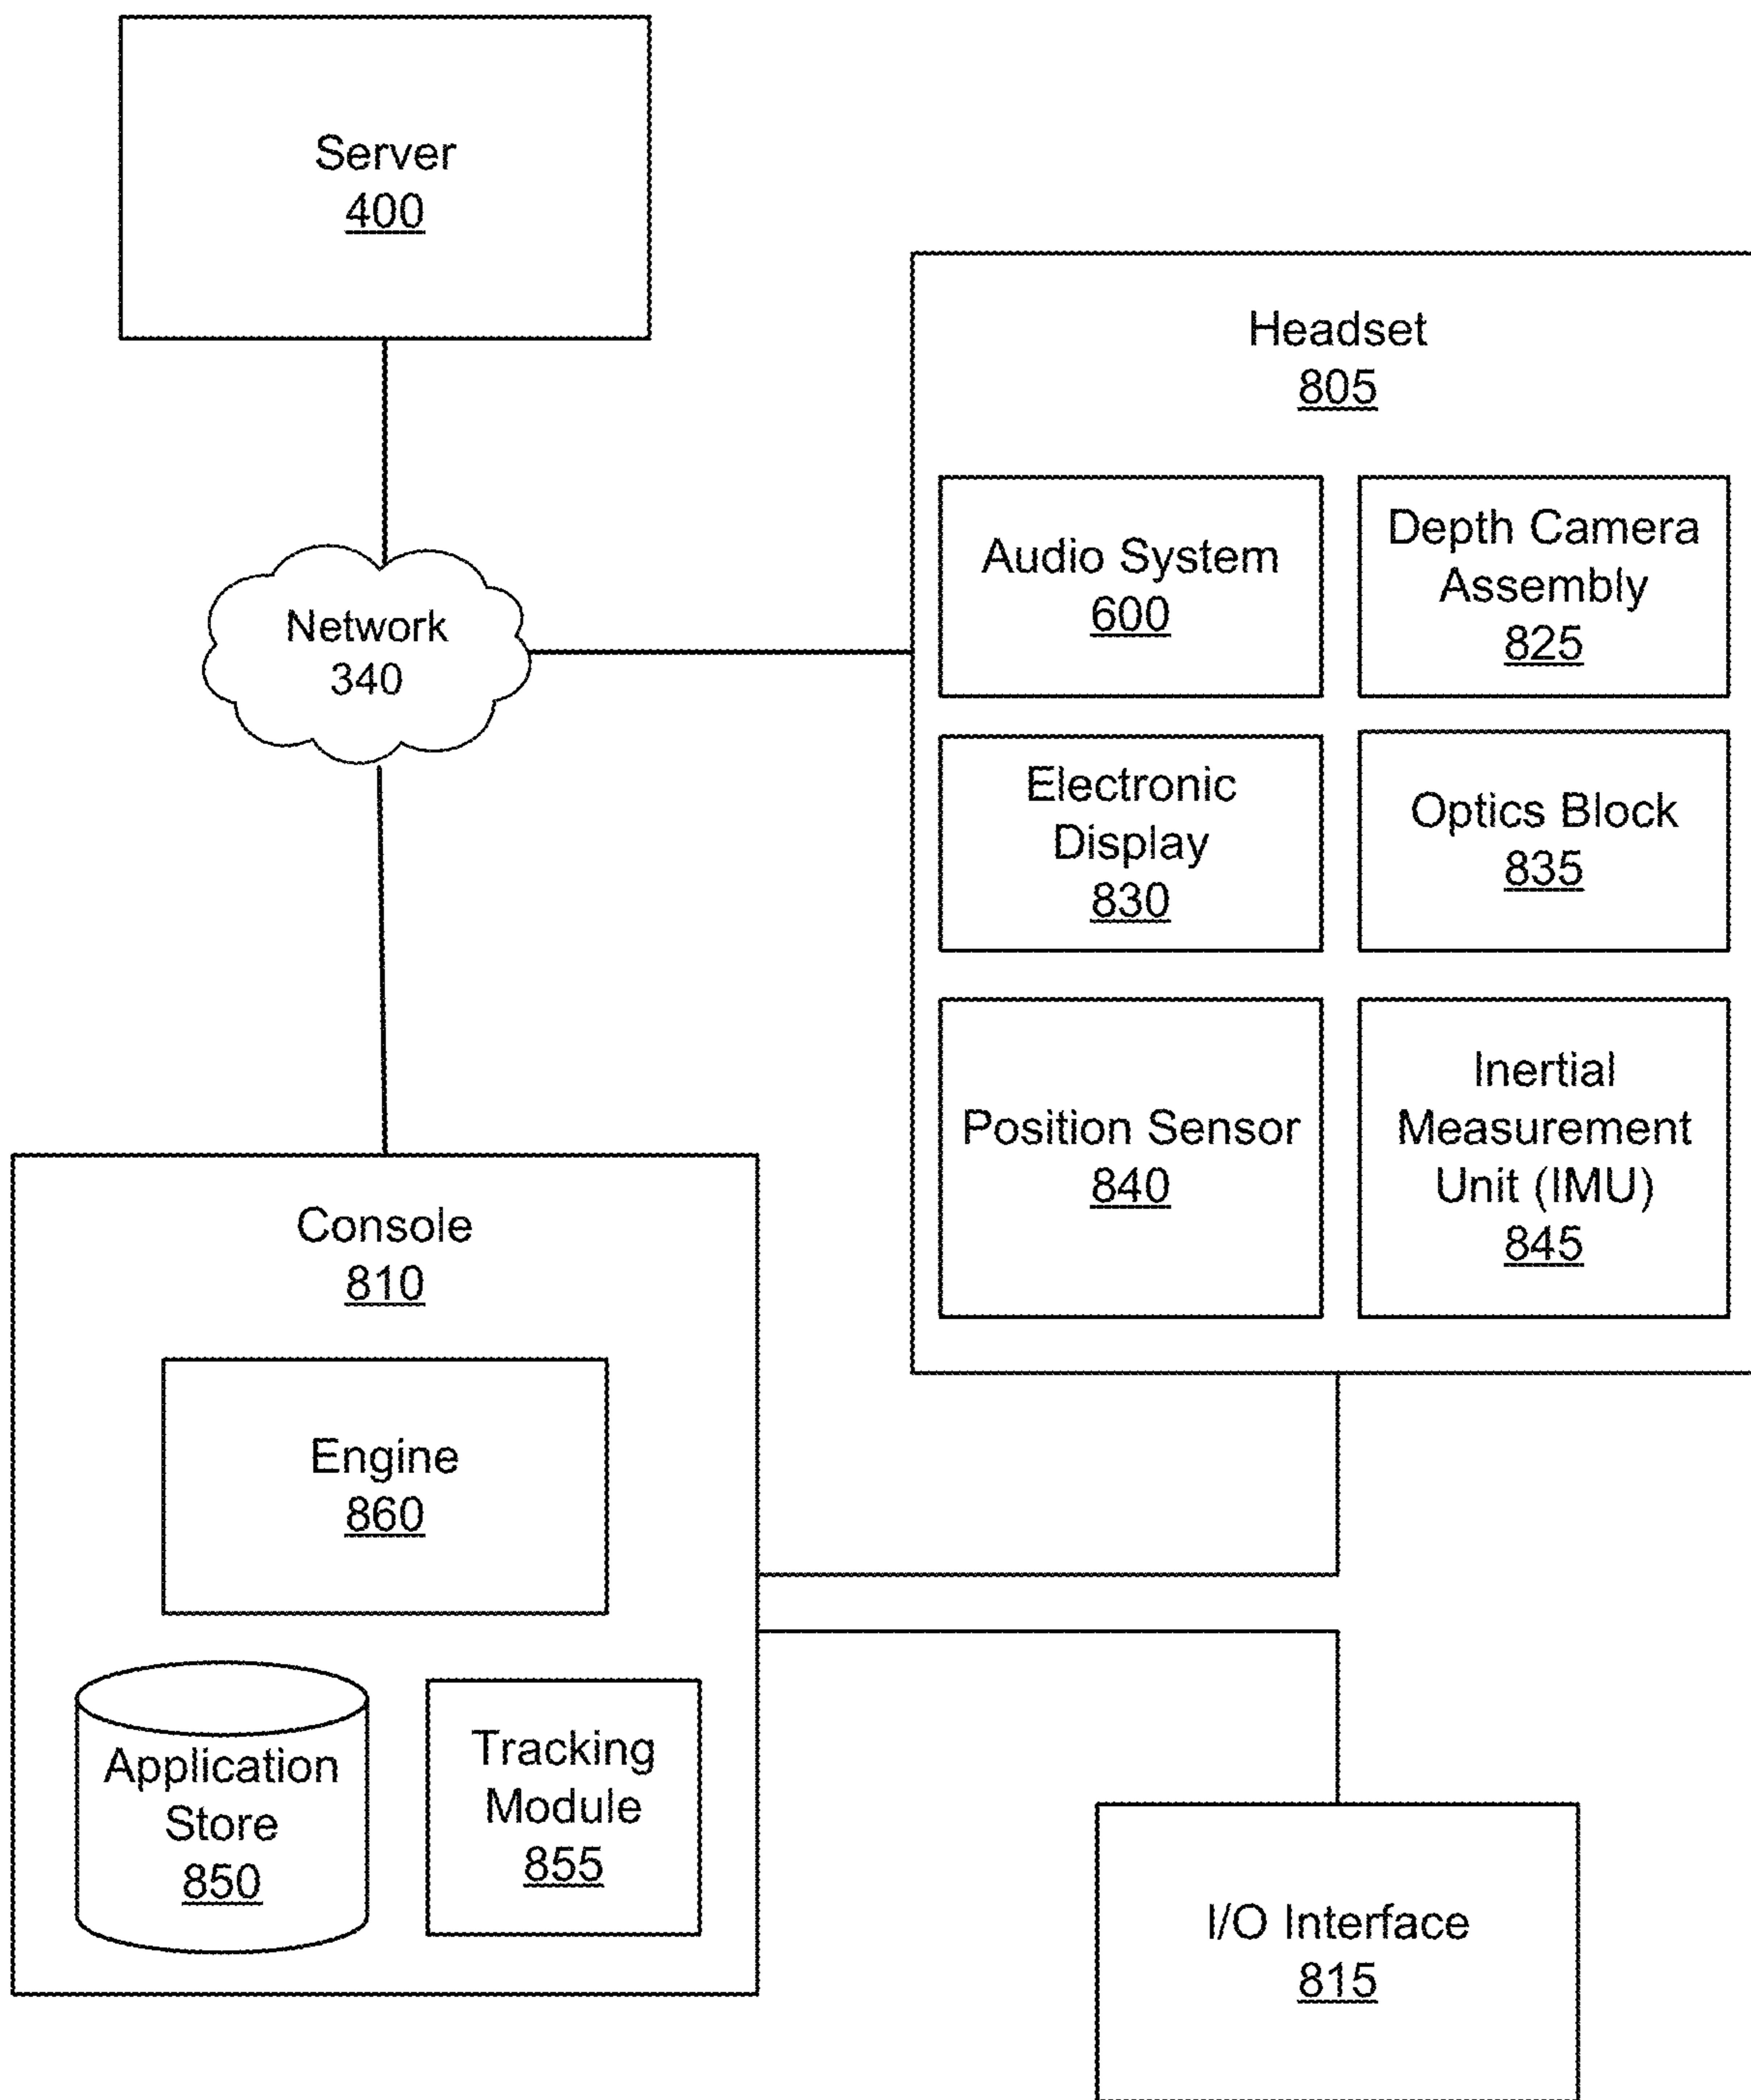 Server
400
Headset
805
Audio System
600
Depth Camera
Assembly
825
Network
340
Electronic
Display
830
Optics Block
835
Position Sensor
840
Inertial
Measurement
Unit (IMU)
845
Console
810
Engine
860
Application
Store
850
Tracking
Module
855
I/O Interface
815